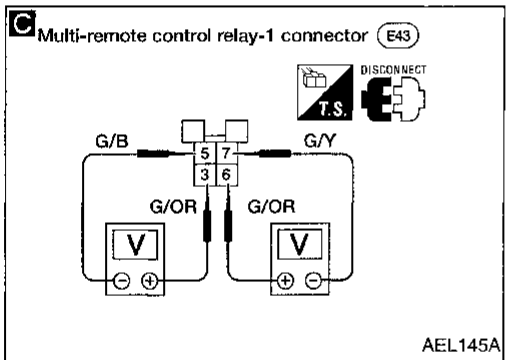 C Multi-remote control relay-1 connector E43
DISCONNECT
T.S.
G/B 5 7 G/Y
3 6
G/OR G/OR
V V
- + + -
AEL145A